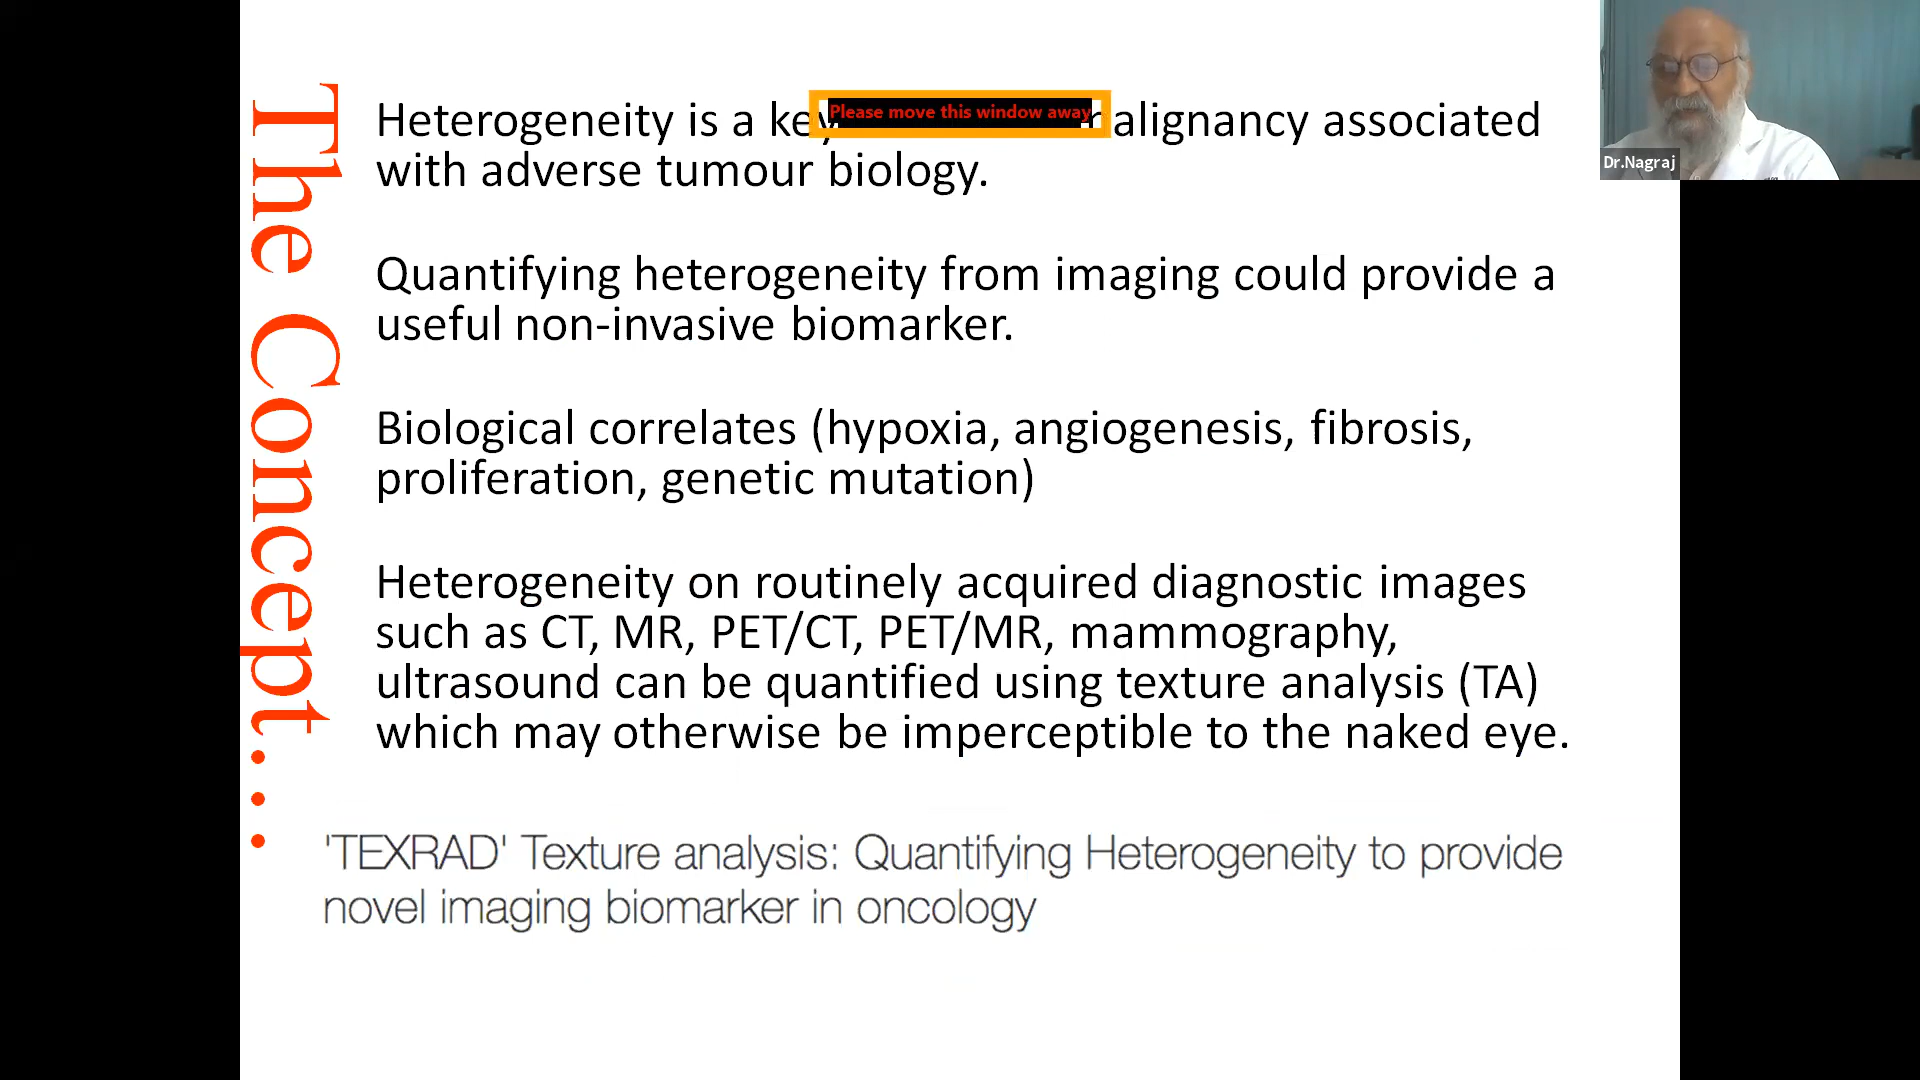 The Concept...
Heterogeneity is a key alignancy associated
Please move this window away
with adverse tumour biology.
Quantifying heterogeneity from imaging could provide a
useful non-invasive biomarker.
Biological correlates (hypoxia, angiogenesis, fibrosis,
proliferation, genetic mutation)
Heterogeneity on routinely acquired diagnostic images
such as CT, MR, PET/CT, PET/MR, mammography,
ultrasound can be quantified using texture analysis (TA)
which may otherwise be imperceptible to the naked eye.
'TEXRAD' Texture analysis: Quantifying Heterogeneity to provide
novel imaging biomarker in oncology
Dr.Nagraj